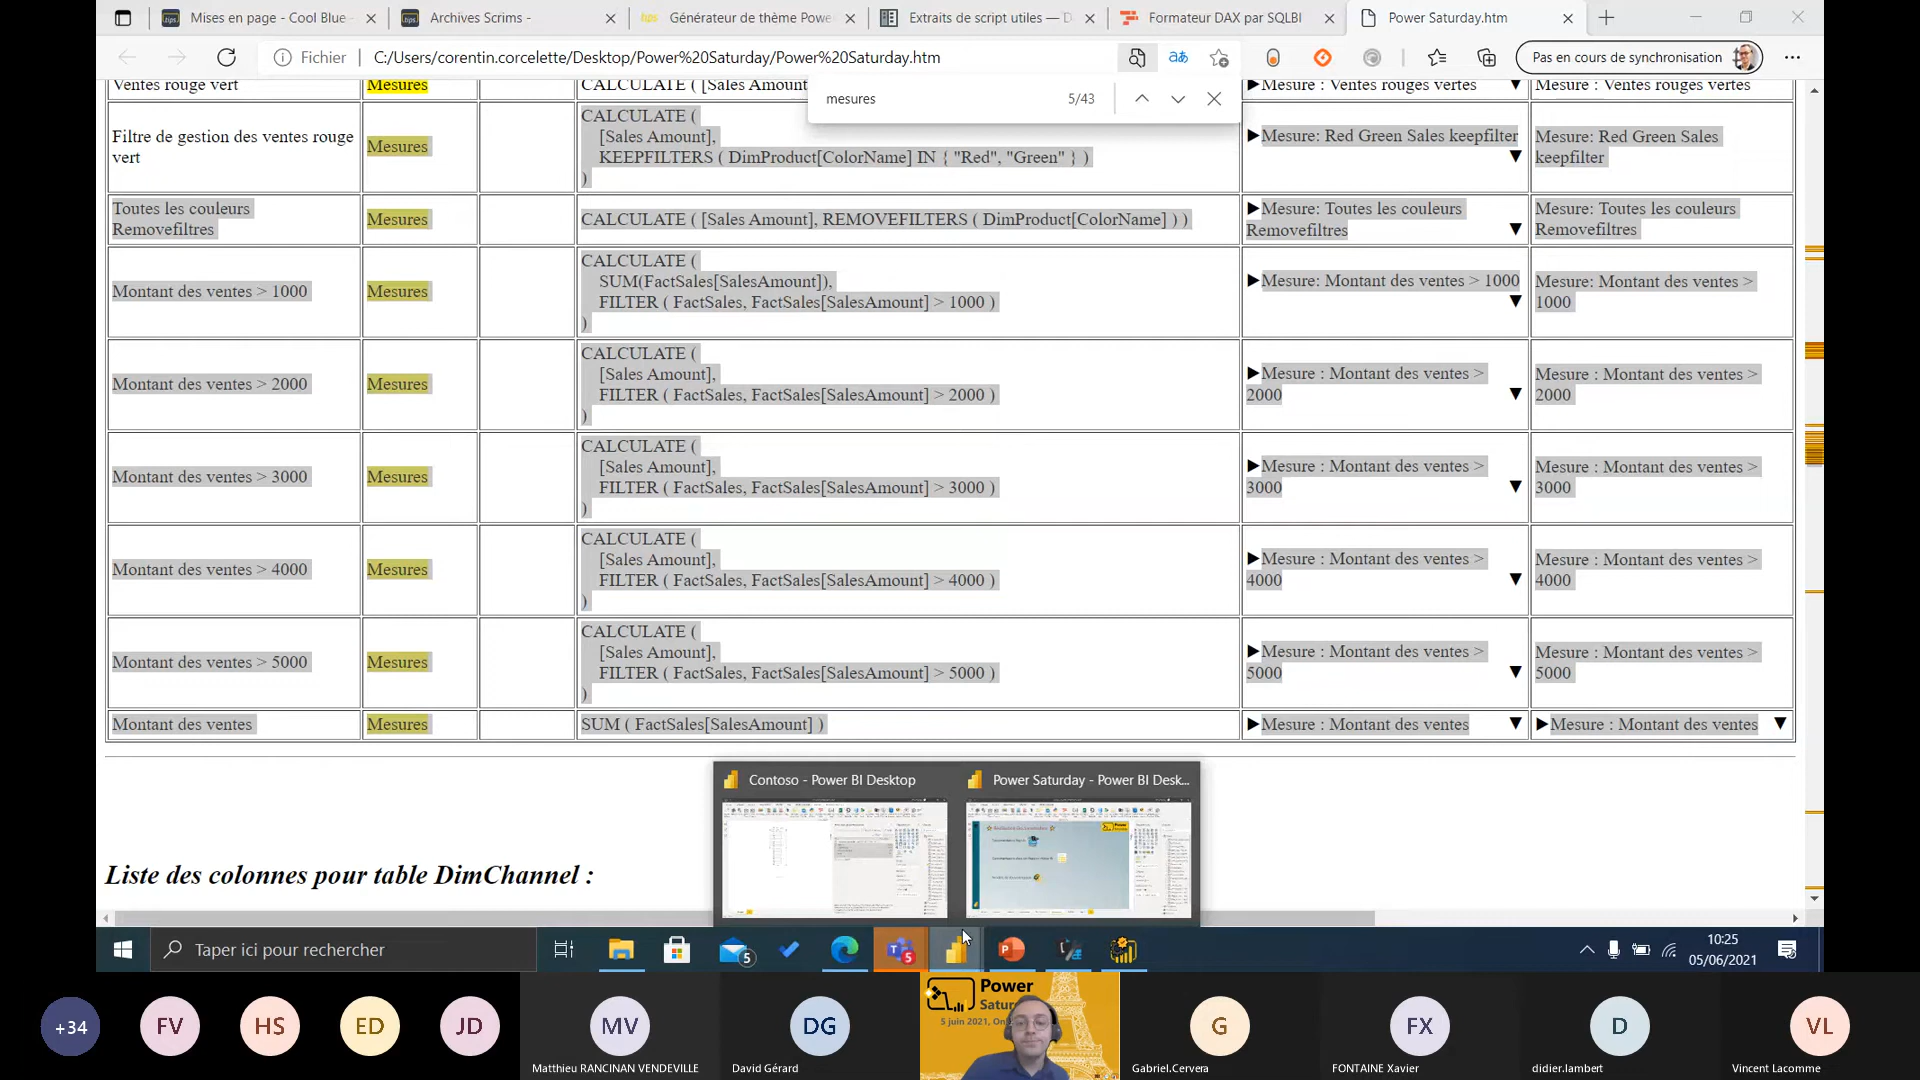 Mises en page - Cool Blue -
Archives Scrims -
Générateur de thème Powe
Extraits de script utiles — D
Formateur DAX par SQLBI
Power Saturday.htm
Fichier
C:/Users/corentin.corcelette/Desktop/Power%20Saturday/Power%20Saturday.htm
Pas en cours de synchronisation
mesures
5/43
Ventes rouge vert
Mesures
CALCULATE ( [Sales Amount
Mesure : Ventes rouges vertes
Mesure : Ventes rouges vertes
Filtre de gestion des ventes rouge
vert
Mesures
CALCULATE (
[Sales Amount],
KEEPFILTERS ( DimProduct[ColorName] IN { "Red", "Green" } )
)
Mesure: Red Green Sales keepfilter
Mesure: Red Green Sales
keepfilter
Toutes les couleurs
Removefiltres
Mesures
CALCULATE ( [Sales Amount], REMOVEFILTERS ( DimProduct[ColorName] ) )
Mesure: Toutes les couleurs
Removefiltres
Mesure: Toutes les couleurs
Removefiltres
Montant des ventes > 1000
Mesures
CALCULATE (
SUM(FactSales[SalesAmount]),
FILTER ( FactSales, FactSales[SalesAmount] > 1000 )
)
Mesure: Montant des ventes > 1000
Mesure: Montant des ventes >
1000
Montant des ventes > 2000
Mesures
CALCULATE (
[Sales Amount],
FILTER ( FactSales, FactSales[SalesAmount] > 2000 )
)
Mesure : Montant des ventes >
2000
Mesure : Montant des ventes >
2000
Montant des ventes > 3000
Mesures
CALCULATE (
[Sales Amount],
FILTER ( FactSales, FactSales[SalesAmount] > 3000 )
)
Mesure : Montant des ventes >
3000
Mesure : Montant des ventes >
3000
Montant des ventes > 4000
Mesures
CALCULATE (
[Sales Amount],
FILTER ( FactSales, FactSales[SalesAmount] > 4000 )
)
Mesure : Montant des ventes >
4000
Mesure : Montant des ventes >
4000
Montant des ventes > 5000
Mesures
CALCULATE (
[Sales Amount],
FILTER ( FactSales, FactSales[SalesAmount] > 5000 )
)
Mesure : Montant des ventes >
5000
Mesure : Montant des ventes >
5000
Montant des ventes
Mesures
SUM ( FactSales[SalesAmount] )
Mesure : Montant des ventes
Mesure : Montant des ventes
Contoso - Power BI Desktop
Power Saturday - Power BI Desk...
Liste des colonnes pour table DimChannel :
Taper ici pour rechercher
5
5
10:25
05/06/2021
+34
FV
HS
ED
JD
MV
Matthieu RANCINAN VENDEVILLE
DG
David Gérard
Power
Satur
5 juin 2021, Onl
G
Gabriel.Cervera
FX
FONTAINE Xavier
D
didier.lambert
VL
Vincent Lacomme